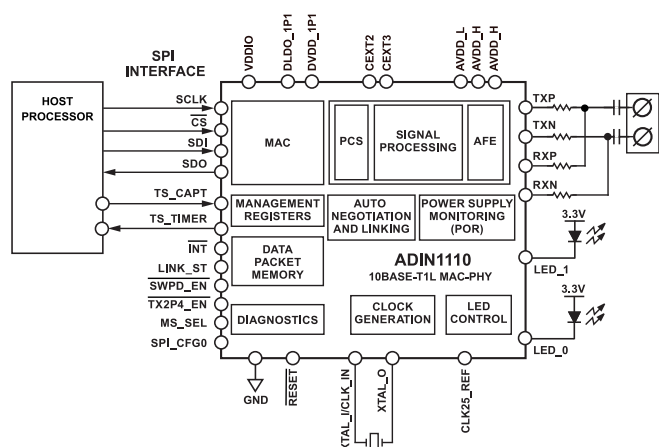 VDDIO
DLDO_1P1
DVDD_1P1
CEXT2
CEXT3
AVDD_L
AVDD_H
AVDD_H
SPI
INTERFACE
HOST
PROCESSOR
SCLK
CS
SDI
SDO
TS_CAPT
TS_TIMER
INT
LINK_ST
SWPD_EN
TX2P4_EN
MS_SEL
SPI_CFG0
MAC
PCS
SIGNAL
PROCESSING
AFE
MANAGEMENT
REGISTERS
AUTO
NEGOTIATION
AND LINKING
POWER SUPPLY
MONITORING
(POR)
DATA
PACKET
MEMORY
ADIN1110
10BASE-T1L MAC-PHY
DIAGNOSTICS
CLOCK
GENERATION
LED
CONTROL
TXP
TXN
RXP
RXN
3.3V
LED_1
3.3V
LED_0
GND
RESET
XTAL_I/CLK_IN
XTAL_O
CLK25_REF